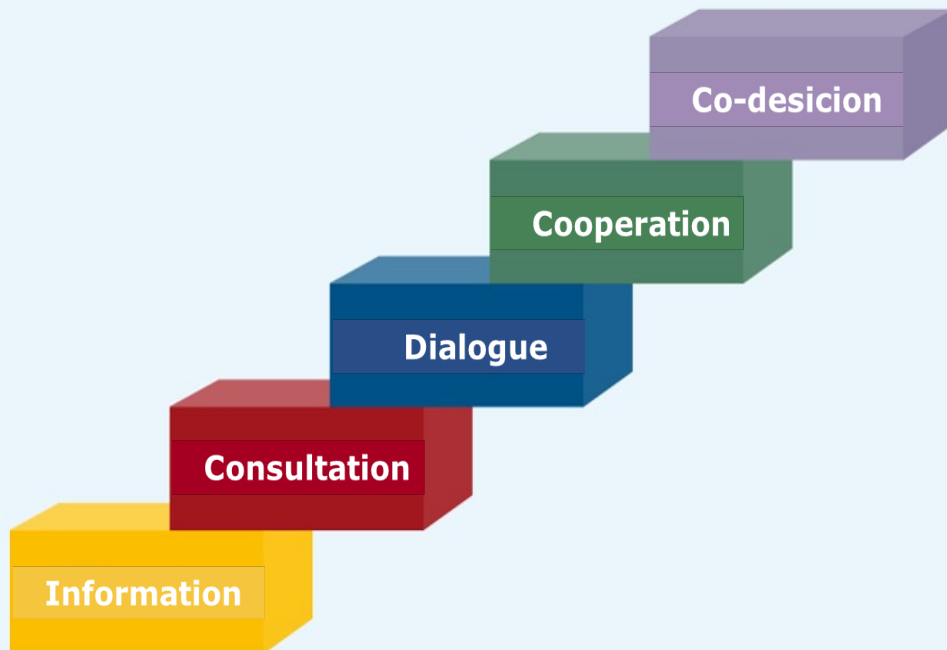 Co-desicion
Cooperation
Dialogue
Consultation
Information